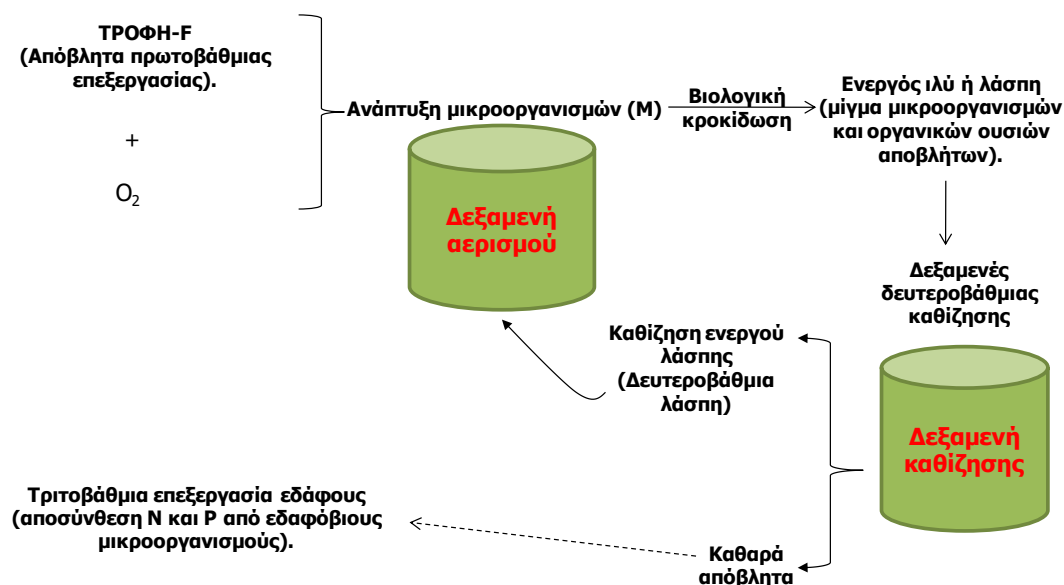 ΤΡΟΦΗ-F
(Απόβλητα πρωτοβάθμιας
επεξεργασίας).
+
O2
Ανάπτυξη μικροοργανισμών (Μ)
Βιολογική
κροκίδωση
Ενεργός ιλύ ή λάσπη
(μίγμα μικροοργανισμών
και οργανικών ουσιών
αποβλήτων).
Δεξαμενή
αερισμού
Δεξαμενές
δευτεροβάθμιας
καθίζησης
Καθίζηση ενεργού
λάσπης
(Δευτεροβάθμια
λάσπη)
Δεξαμενή
καθίζησης
Τριτοβάθμια επεξεργασία εδάφους
(αποσύνθεση Ν και Ρ από εδαφόβιους
μικροοργανισμούς).
Καθαρά
απόβλητα